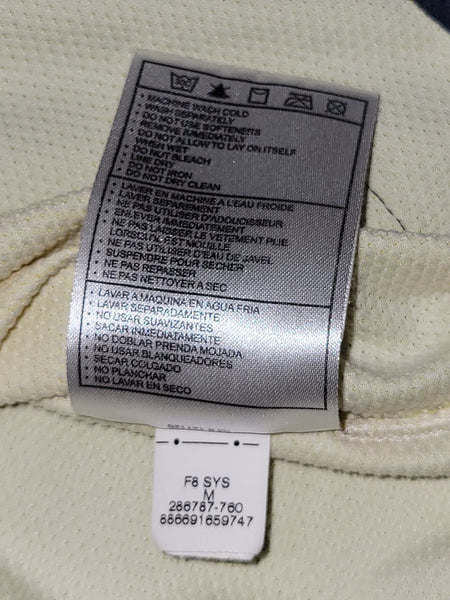 • MACHINE WASH COLD
• WASH SEPARATELY
• DO NOT USE SOFTENERS
• REMOVE IMMEDIATELY
• DO NOT ALLOW TO LAY ON ITSELF
WHEN WET
• DO NOT BLEACH
• LINE DRY
• DO NOT IRON
• DO NOT DRY CLEAN
• LAVER EN MACHINE A L'EAU FROIDE
• LAVER SEPAREMENT
• NE PAS UTILISER D'ADOUCISSEUR
• ENLEVER IMMEDIATEMENT
• NE PAS LAISSER LE VETEMENT PLIE
LORSQU'IL EST MOUILLE
• NE PAS UTILISER D'EAU DE JAVEL
• SUSPENDRE POUR SECHER
• NE PAS REPASSER
• NE PAS NETTOYER A SEC
• LAVAR A MAQUINA EN AGUA FRIA
• LAVAR SEPARADAMENTE
• NO USAR SUAVIZANTES
• SACAR INMEDIATAMENTE
• NO DOBLAR PRENDA MOJADA
• NO USAR BLANQUEADORES
• SECAR COLGADO
• NO PLANCHAR
• NO LAVAR EN SECO
F8 SYS
M
286787-760
886691659747